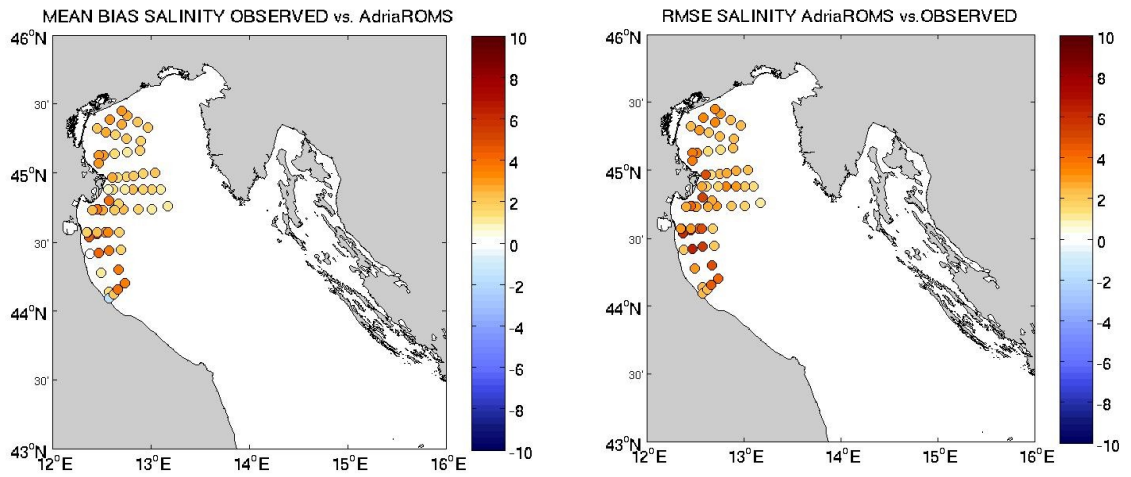 MEAN BIAS SALINITY OBSERVED vs. AdriaROMS
46°N
30'
45°N
30'
44°N
30'
43°N
12°E
13°E
14°E
15°E
16°E
10
8
6
4
2
0
-2
-4
-6
-8
-10
RMSE SALINITY AdriaROMS vs.OBSERVED
46°N
30'
45°N
30'
44°N
30'
43°N
12°E
13°E
14°E
15°E
16°E
10
8
6
4
2
0
-2
-4
-6
-8
-10